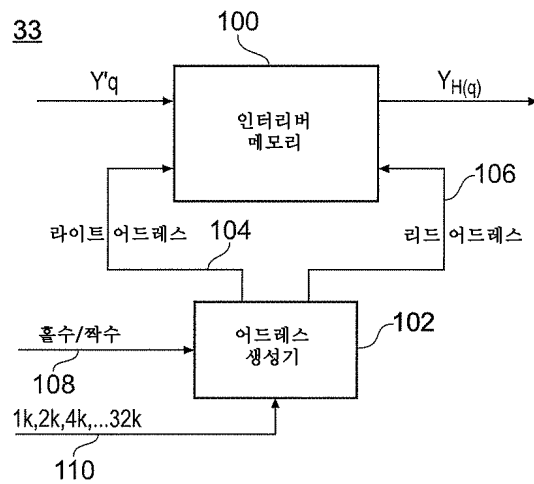 33
100
Y'q
Y_H(q)
인터리버
메모리
106
라이트 어드레스
104
리드 어드레스
홀수/짝수
어드레스
생성기
102
108
1k,2k,4k,...32k
110